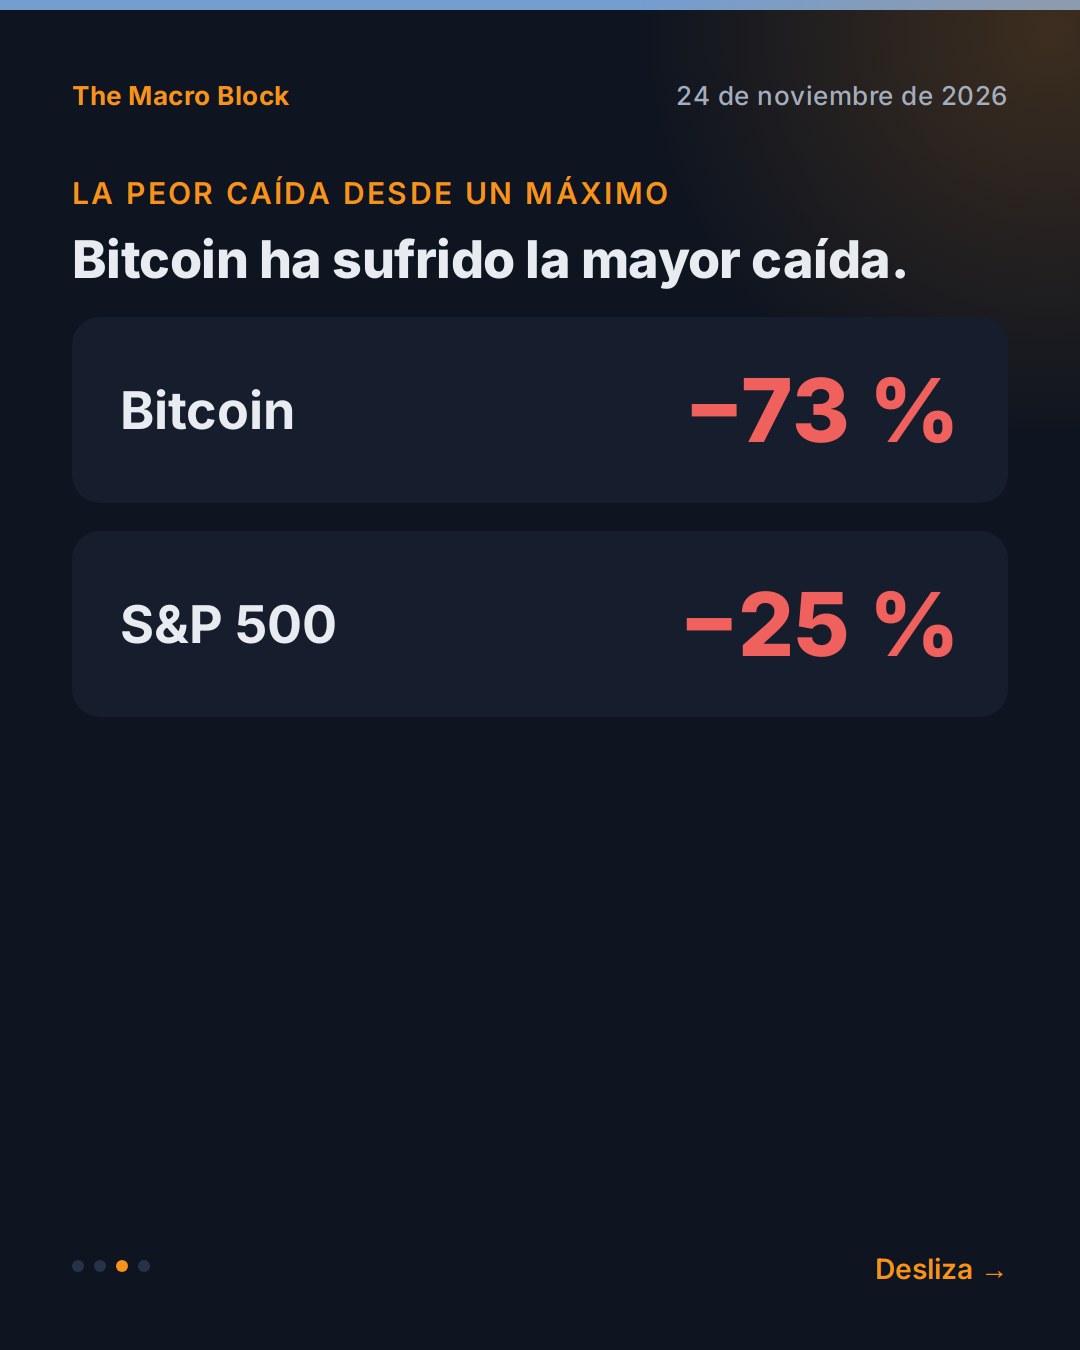 The Macro Block
24 de noviembre de 2026
LA PEOR CAÍDA DESDE UN MÁXIMO
Bitcoin ha sufrido la mayor caída.
Bitcoin
−73 %
S&P 500
−25 %
Desliza →